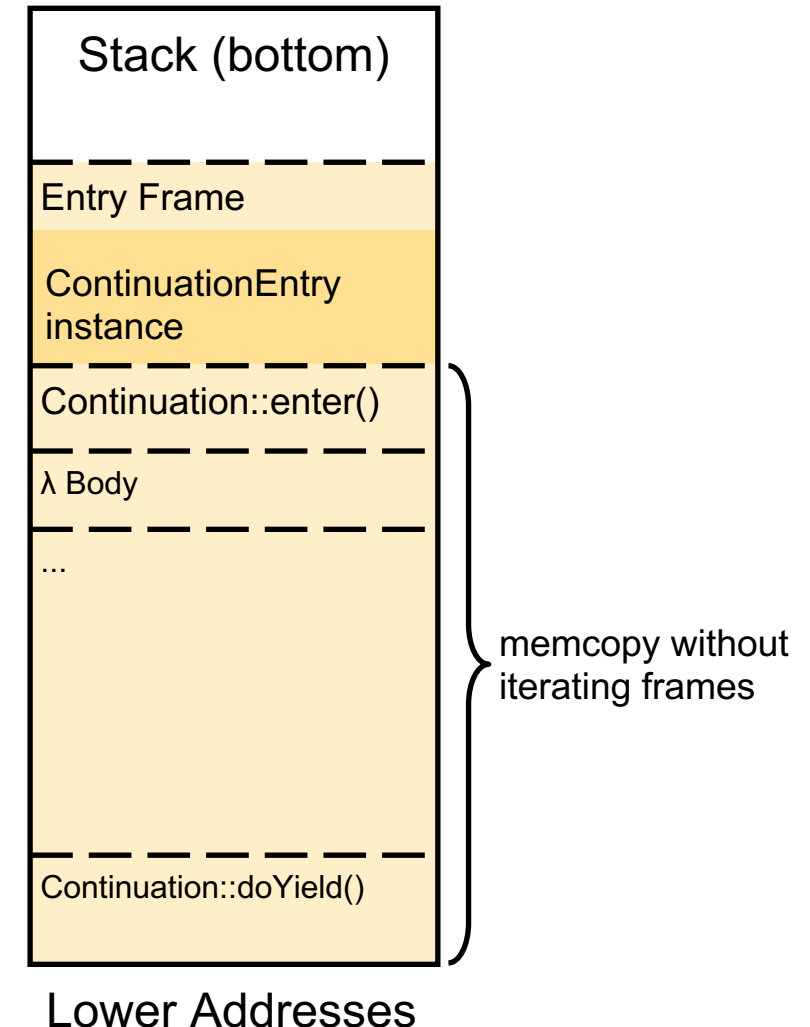 Stack (bottom)
Entry Frame
ContinuationEntry
instance
Continuation::enter()
λ Body
...
memcopy without
iterating frames
Continuation::doYield()
Lower Addresses